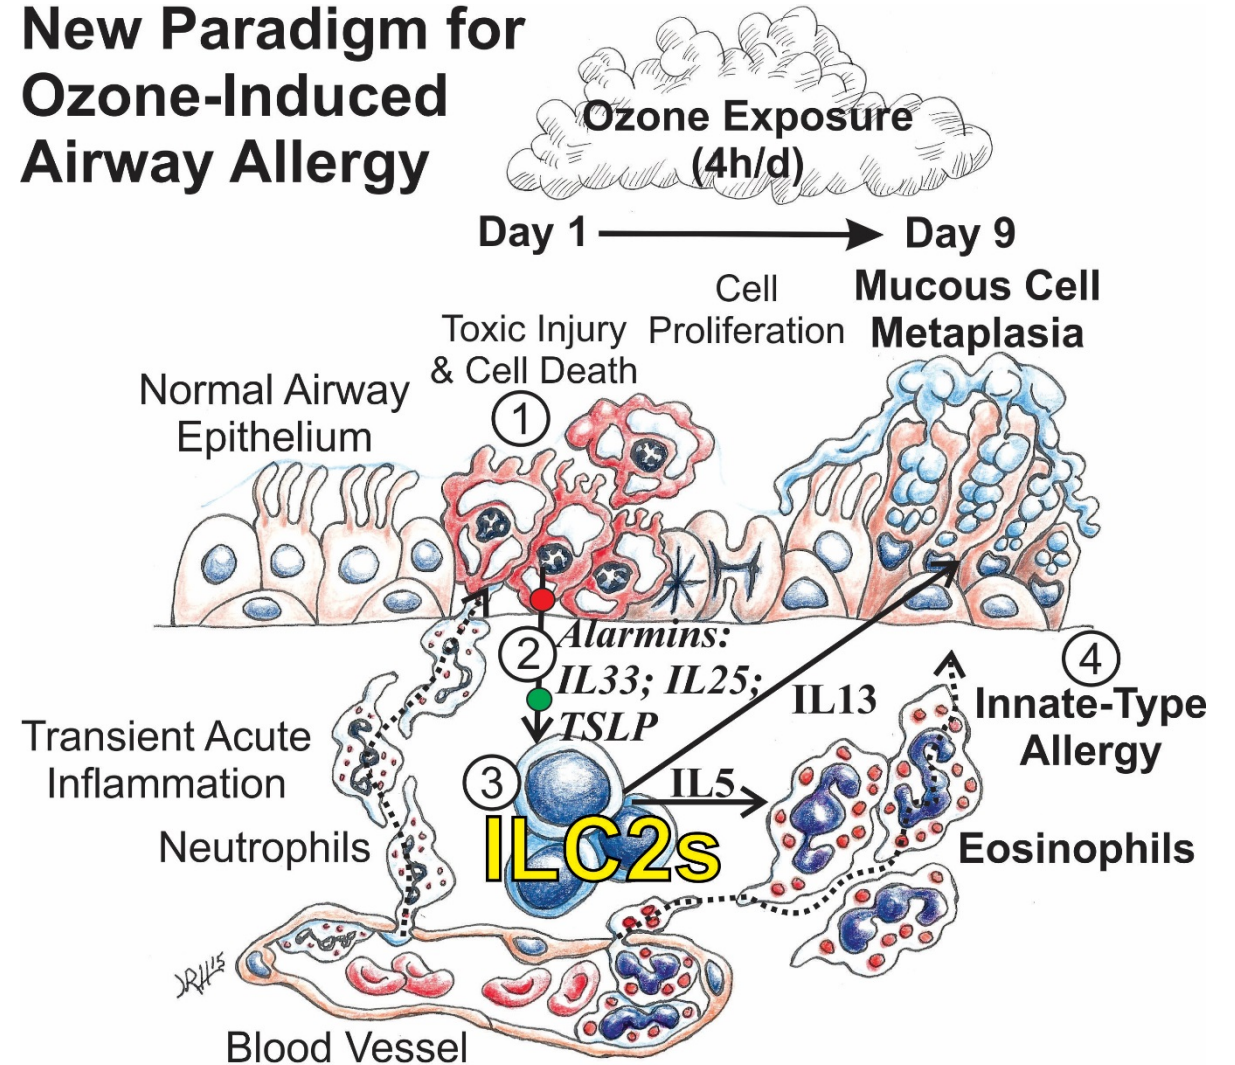 New Paradigm for
Ozone-Induced
Airway Allergy
Ozone Exposure
(4h/d)
Day 1
Day 9
Cell
Proliferation
Mucous Cell
Metaplasia
Toxic Injury
& Cell Death
1
Normal Airway
Epithelium
2
Alarmins:
IL33; IL25;
TSLP
4
Innate-Type
Allergy
IL13
Transient Acute
Inflammation
3
IL5
ILC2s
Neutrophils
Eosinophils
JRH'15
Blood Vessel